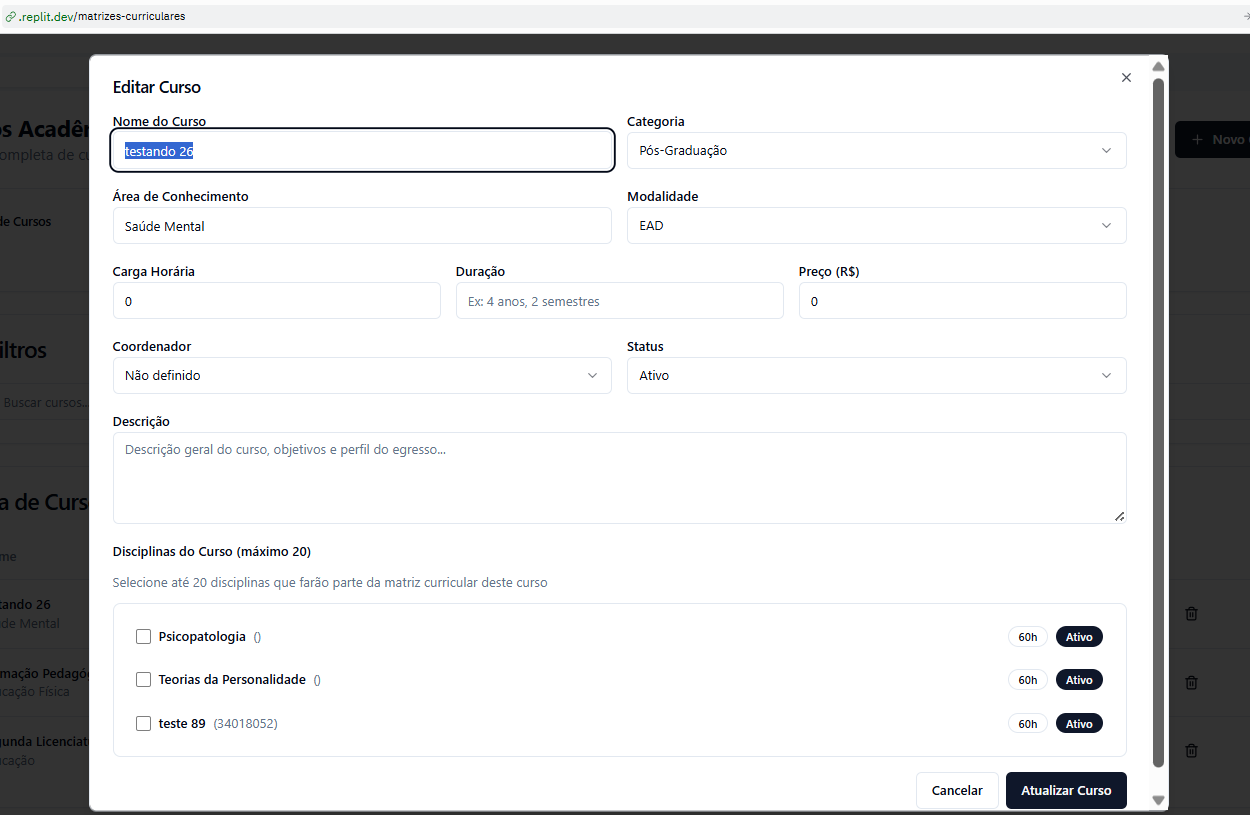 .replit.dev/matrizes-curriculares
Editar Curso
Nome do Curso
Categoria
testando 26
Pós-Graduação
Área de Conhecimento
Modalidade
Saúde Mental
EAD
Carga Horária
Duração
Preço (R$)
0
Ex: 4 anos, 2 semestres
0
Coordenador
Status
Não definido
Ativo
Descrição
Descrição geral do curso, objetivos e perfil do egresso...
Disciplinas do Curso (máximo 20)
Selecione até 20 disciplinas que farão parte da matriz curricular deste curso
Psicopatologia () 60h Ativo
Teorias da Personalidade () 60h Ativo
teste 89 (34018052) 60h Ativo
Cancelar
Atualizar Curso
os Acadê
ompleta de cu
+ Novo
de Cursos
iltros
Buscar cursos...
a de Curs
me
tando 26
de Mental
mação Pedagóg
cação Física
gunda Licenciat
cação